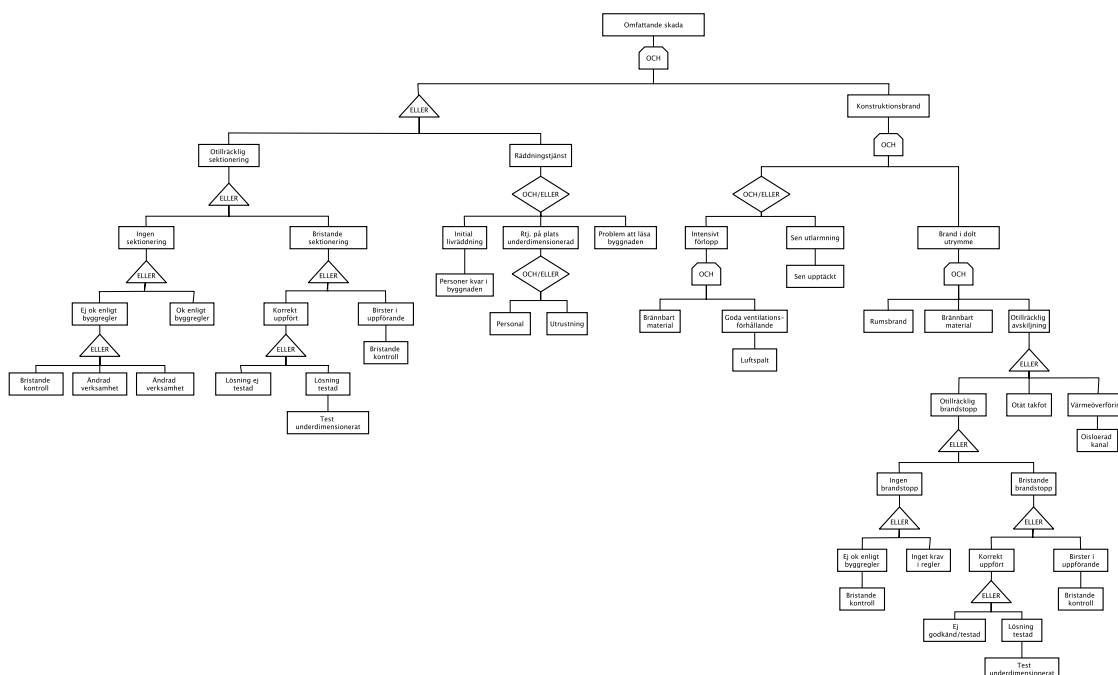 Omfattande skada
OCH
ELLER
Konstruktionsbrand
OCH
Otillräcklig
sektionering
Räddningstjänst
ELLER
OCH/ELLER
OCH/ELLER
Ingen
sektionering
Bristande
sektionering
Initial
livräddning
Rtj. på plats
underdimensionerad
Problem att läsa
byggnaden
Intensivt
förlopp
Sen utlarmning
Brand i dolt
utrymme
ELLER
ELLER
Personer kvar i
byggnaden
OCH/ELLER
OCH
Sen upptäckt
OCH
Ej ok enligt
byggregler
Ok enligt
byggregler
Korrekt
uppfört
Birster i
uppförande
Personal
Utrustning
Brännbart
material
Goda ventilations-
förhållande
Rumsbrand
Brännbart
material
Otillräcklig
avskiljning
ELLER
ELLER
Bristande
kontroll
Luftspalt
ELLER
Bristande
kontroll
Ändrad
verksamhet
Ändrad
verksamhet
Lösning ej
testad
Lösning
testad
Test
underdimensionerat
Otillräcklig
brandstopp
Otät takfot
Värmeöverförin
ELLER
Oisloerad
kanal
Ingen
brandstopp
Bristande
brandstopp
ELLER
ELLER
Ej ok enligt
byggregler
Inget krav
i regler
Korrekt
uppfört
Birster i
uppförande
Bristande
kontroll
ELLER
Bristande
kontroll
Ej
godkänd/testad
Lösning
testad
Test
underdimensionerat